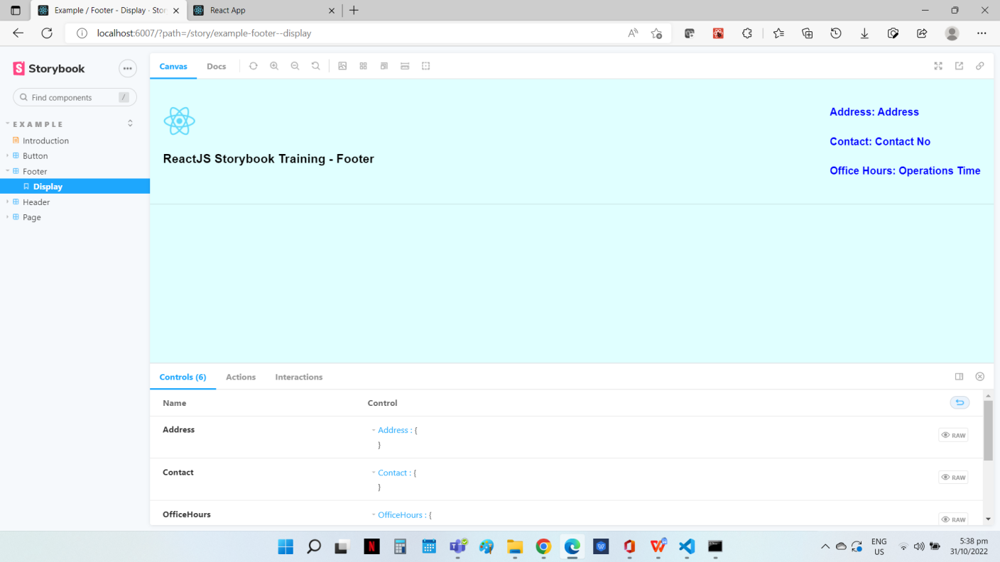 Example / Footer - Display · Stor
React App
localhost:6007/?path=/story/example-footer--display
Storybook
Find components
/
EXAMPLE
Introduction
Button
Footer
Display
Header
Page
Canvas
Docs
ReactJS Storybook Training - Footer
Address: Address
Contact: Contact No
Office Hours: Operations Time
Controls (6)
Actions
Interactions
Name
Control
Address
Address : {
}
RAW
Contact
Contact : {
}
RAW
OfficeHours
OfficeHours : {
RAW
ENG
US
5:38 pm
31/10/2022